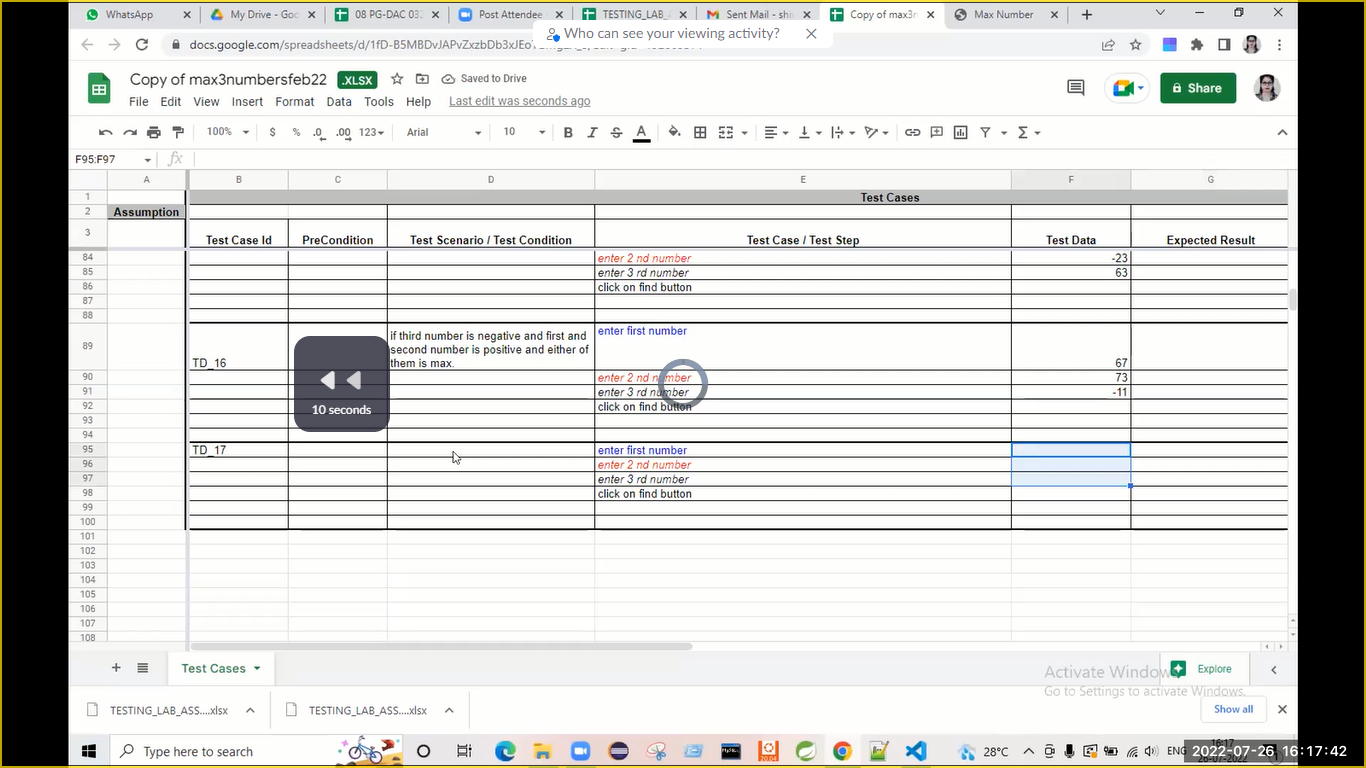 WhatsApp
My Drive - Goo
08 PG-DAC 03
Post Attendee
TESTING_LAB_
Sent Mail - shi
Copy of max3n
Max Number
docs.google.com/spreadsheets/d/1fD-B5MBDvJAPvZxzbDb3xJEo
Who can see your viewing activity?
Copy of max3numbersfeb22
.XLSX
Saved to Drive
File Edit View Insert Format Data Tools Help
Last edit was seconds ago
Share
100% $ % .0 .00 123 Arial 10 B I S A
F95:F97 fx
A B C D E F G
1 Test Cases
2 Assumption
3 Test Case Id PreCondition Test Scenario / Test Condition Test Case / Test Step Test Data Expected Result
84 enter 2 nd number -23
85 enter 3 rd number 63
86 click on find button
87
88
89 TD_16
if third number is negative and first and
second number is positive and either of
them is max.
enter first number 67
90 enter 2 nd number 73
91 enter 3 rd number -11
92 click on find button
93
94
95 TD_17 enter first number
96 enter 2 nd number
97 enter 3 rd number
98 click on find button
99
100
101
102
103
104
105
106
107
108
10 seconds
Test Cases
Explore
Activate Windows
Go to Settings to activate Windows.
TESTING_LAB_ASS....xlsx
TESTING_LAB_ASS....xlsx
Show all
Type here to search
28°C
ENG
2022-07-26 16:17:42